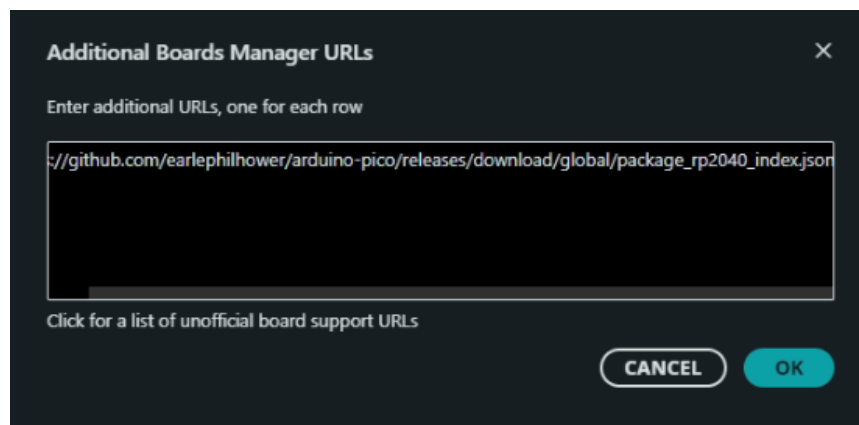 Additional Boards Manager URLs
Enter additional URLs, one for each row
://github.com/earlephilhower/arduino-pico/releases/download/global/package_rp2040_index.json
Click for a list of unofficial board support URLs
CANCEL
OK